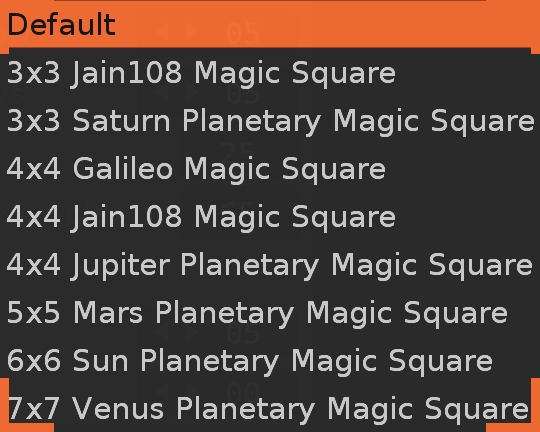 Default
3x3 Jain108 Magic Square
3x3 Saturn Planetary Magic Square
4x4 Galileo Magic Square
4x4 Jain108 Magic Square
4x4 Jupiter Planetary Magic Square
5x5 Mars Planetary Magic Square
6x6 Sun Planetary Magic Square
7x7 Venus Planetary Magic Square